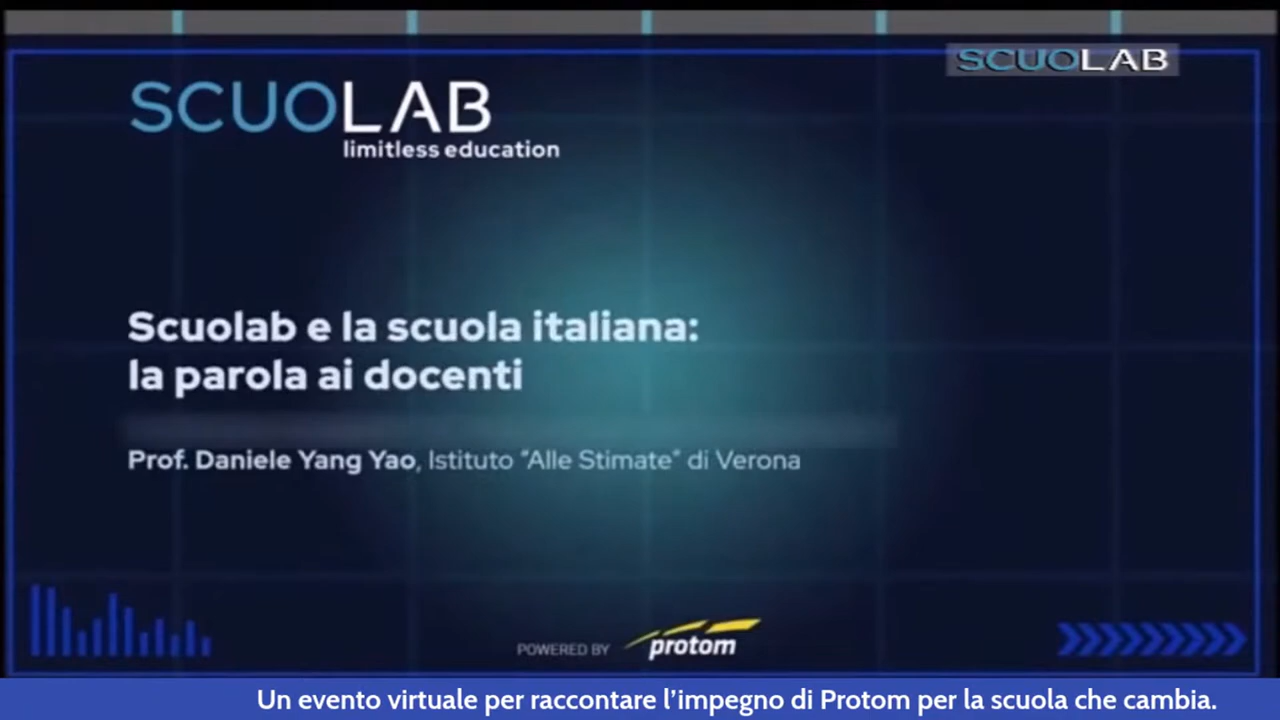 SCUOLAB
SCUOLAB
limitless education
Scuolab e la scuola italiana:
la parola ai docenti
Prof. Daniele Yang Yao, Istituto "Alle Stimate" di Verona
POWERED BY protom
Un evento virtuale per raccontare l'impegno di Protom per la scuola che cambia.